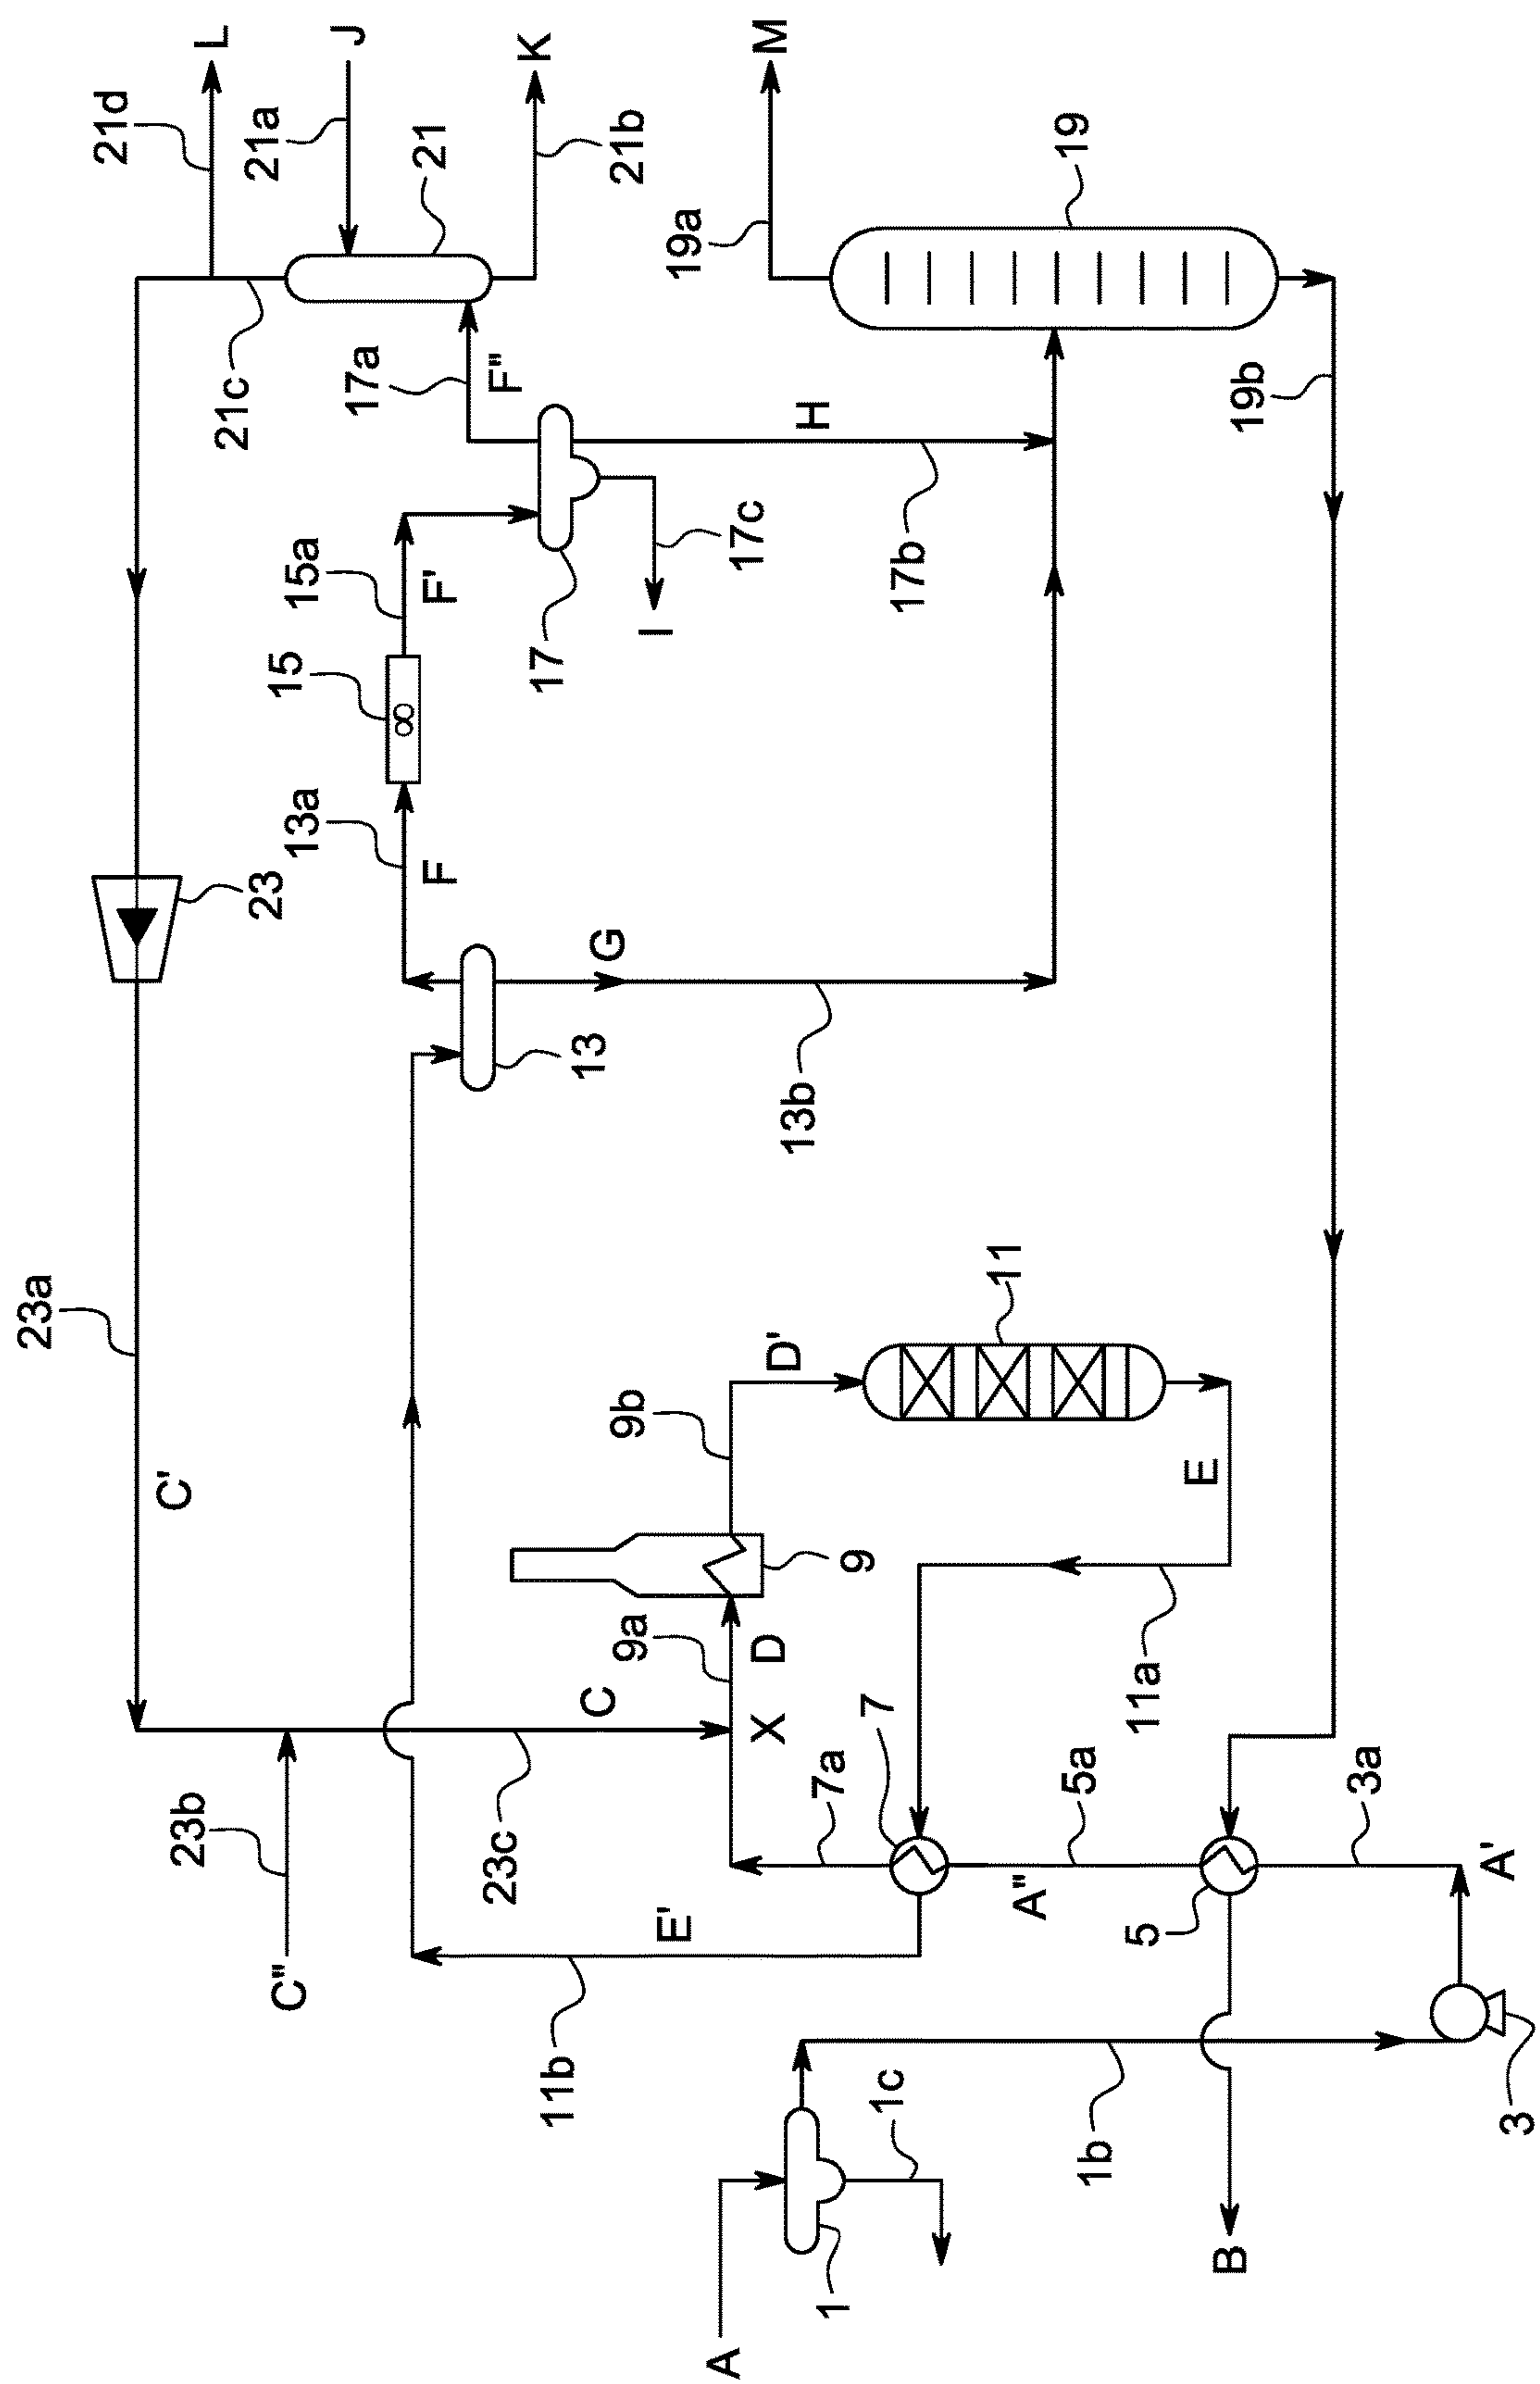 L
J
K
M
21d
21a
21
21b
19a
19
21c
17a
F"
H
19b
15a
F'
17c
17b
15
17
I
13a
F
23
G
13
13b
23a
C'
11
D'
9b
E
9
9a
D
C
11a
7
X
7a
5a
3a
23b
23c
A'
A"
E'
5
C"
11b
1c
1b
3
B
1
A